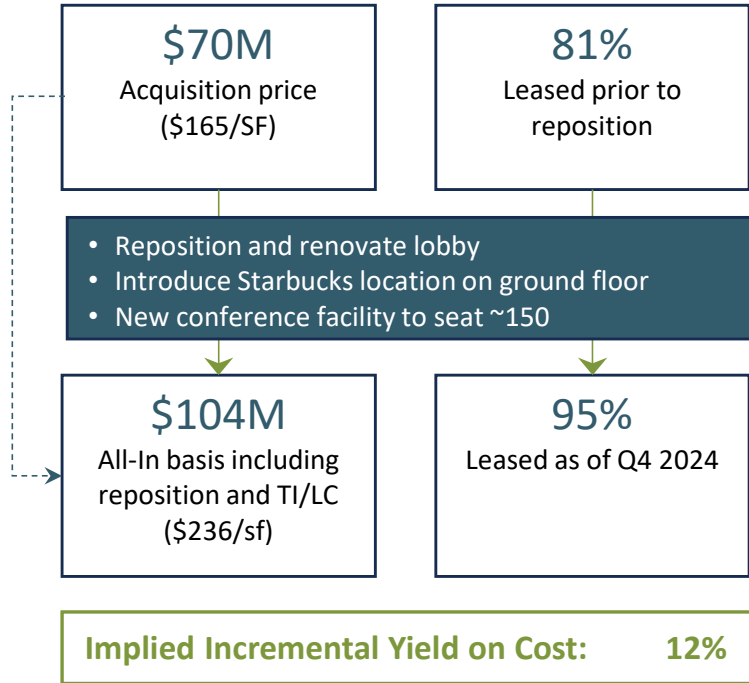 $70M
Acquisition price
($165/SF)
81%
Leased prior to
reposition
• Reposition and renovate lobby
• Introduce Starbucks location on ground floor
• New conference facility to seat ~150
$104M
All-In basis including
reposition and TI/LC
($236/sf)
95%
Leased as of Q4 2024
Implied Incremental Yield on Cost: 12%